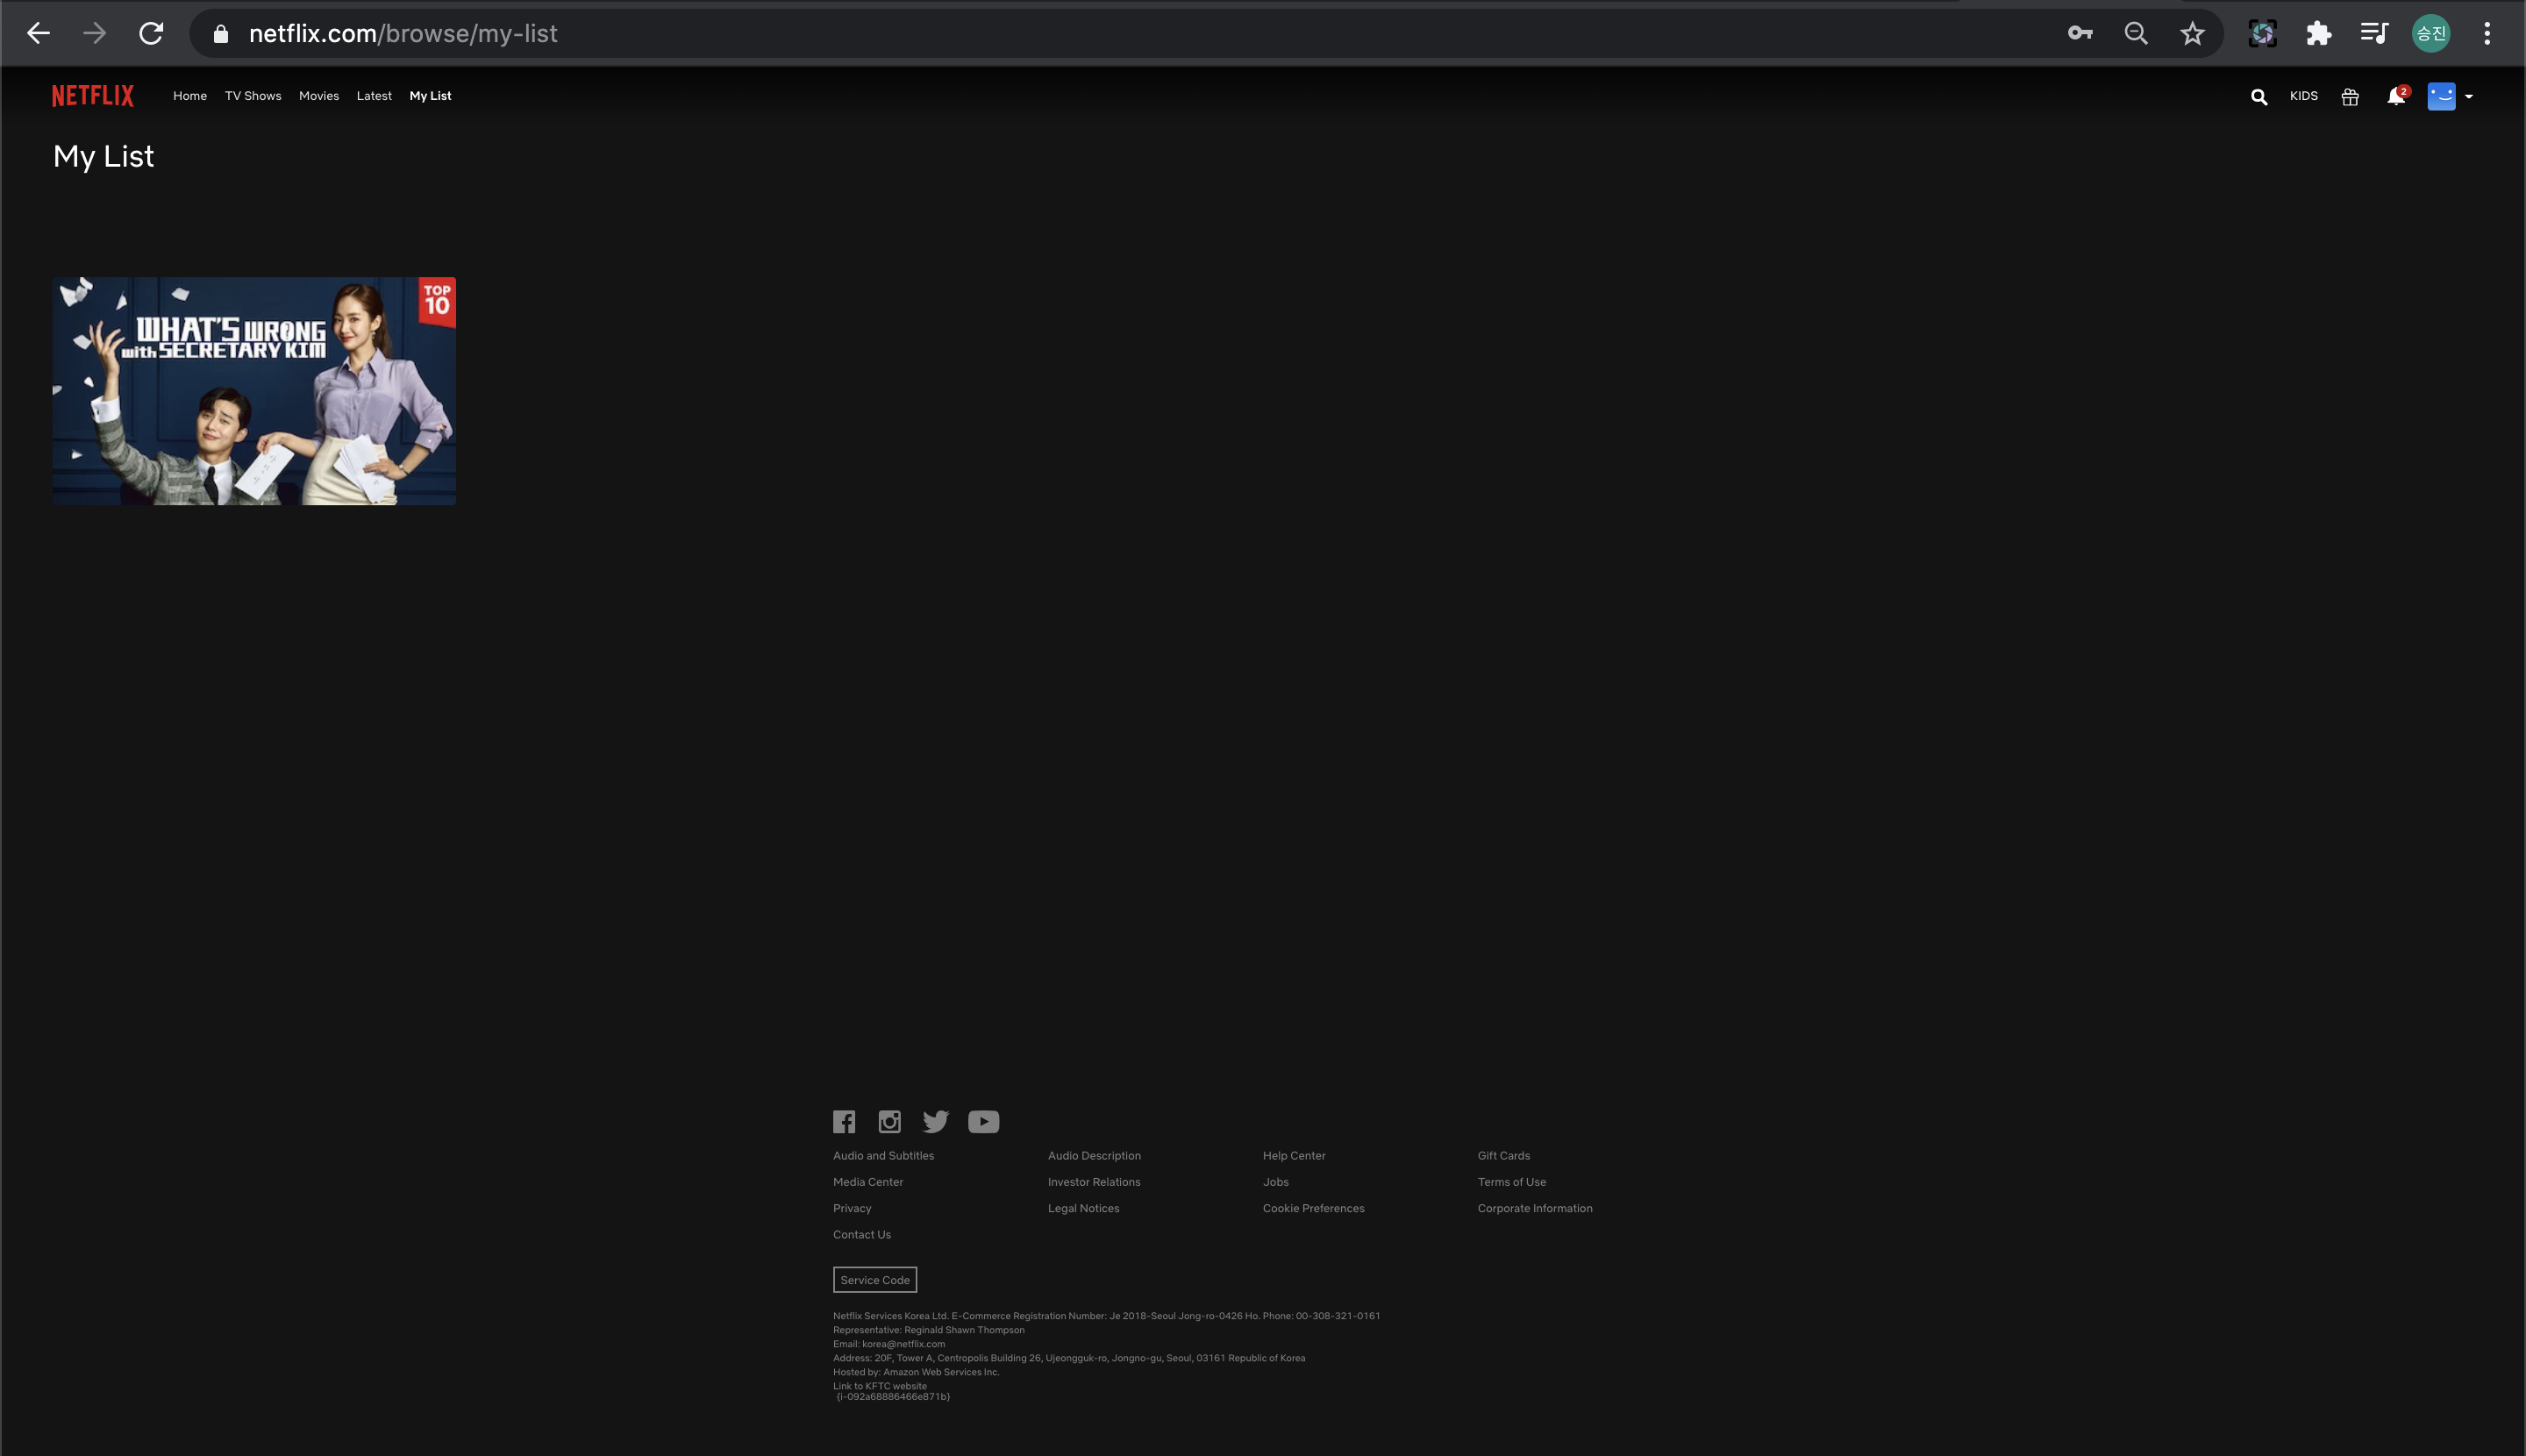 netflix.com/browse/my-list
승진
NETFLIX Home TV Shows Movies Latest My List KIDS 2
My List
TOP
10
WHAT'S WRONG
with SECRETARY KIM
Audio and Subtitles Audio Description Help Center Gift Cards
Media Center Investor Relations Jobs Terms of Use
Privacy Legal Notices Cookie Preferences Corporate Information
Contact Us
Service Code
Netflix Services Korea Ltd. E-Commerce Registration Number: Je 2018-Seoul Jong-ro-0426 Ho. Phone: 00-308-321-0161
Representative: Reginald Shawn Thompson
Email: korea@netflix.com
Address: 20F, Tower A, Centropolis Building 26, Ujeongguk-ro, Jongno-gu, Seoul, 03161 Republic of Korea
Hosted by: Amazon Web Services Inc.
Link to KFTC website
{i-092a68886466e871b}